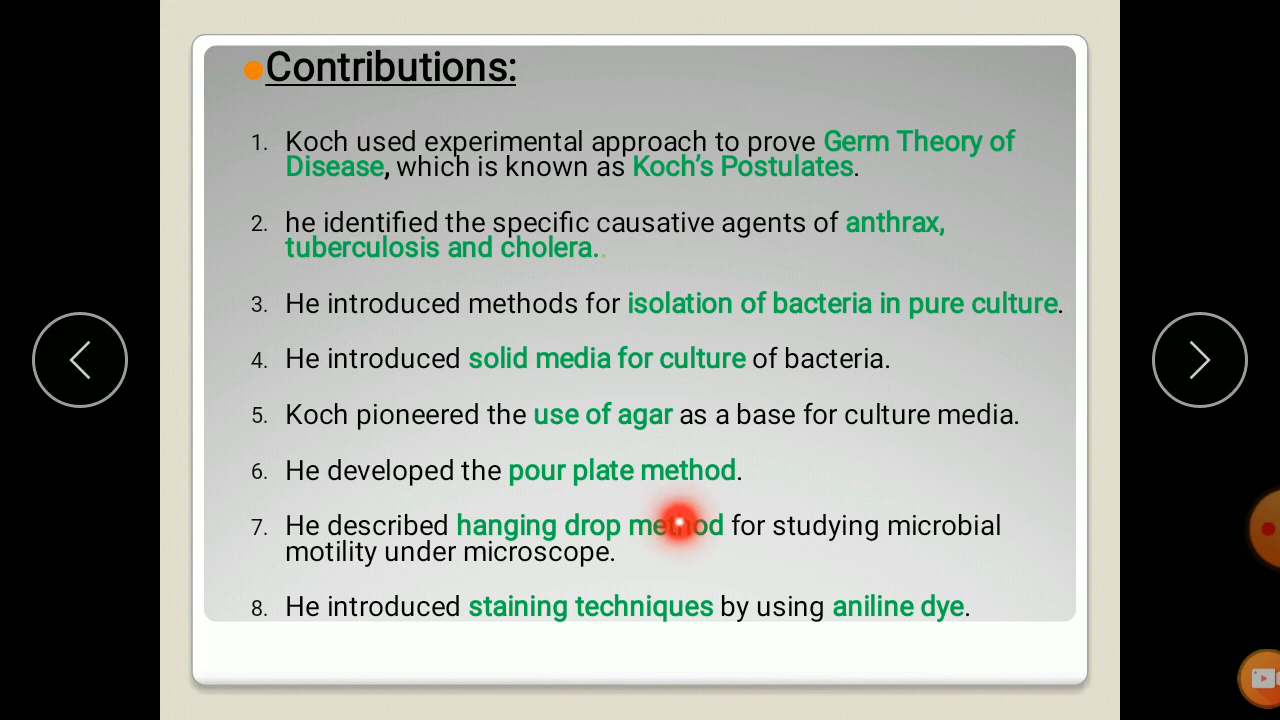 Contributions:
1. Koch used experimental approach to prove Germ Theory of
Disease, which is known as Koch's Postulates.
2. he identified the specific causative agents of anthrax,
tuberculosis and cholera..
3. He introduced methods for isolation of bacteria in pure culture.
4. He introduced solid media for culture of bacteria.
5. Koch pioneered the use of agar as a base for culture media.
6. He developed the pour plate method.
7. He described hanging drop method for studying microbial
motility under microscope.
8. He introduced staining techniques by using aniline dye.